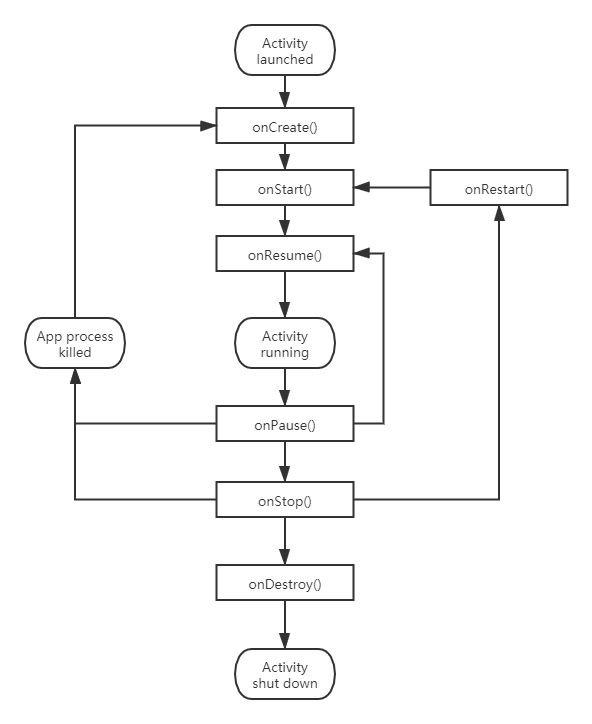 Activity
launched
onCreate()
onStart()
onRestart()
onResume()
App process
killed
Activity
running
onPause()
onStop()
onDestroy()
Activity
shut down